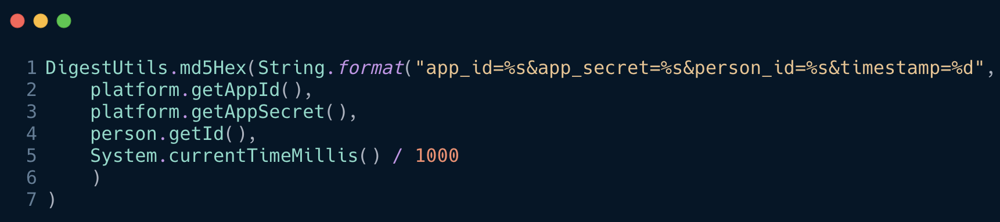 1 DigestUtils.md5Hex(String.format("app_id=%s&app_secret=%s&person_id=%s&timestamp=%d",
2     platform.getAppId(),
3     platform.getAppSecret(),
4     person.getId(),
5     System.currentTimeMillis() / 1000
6     )
7 )